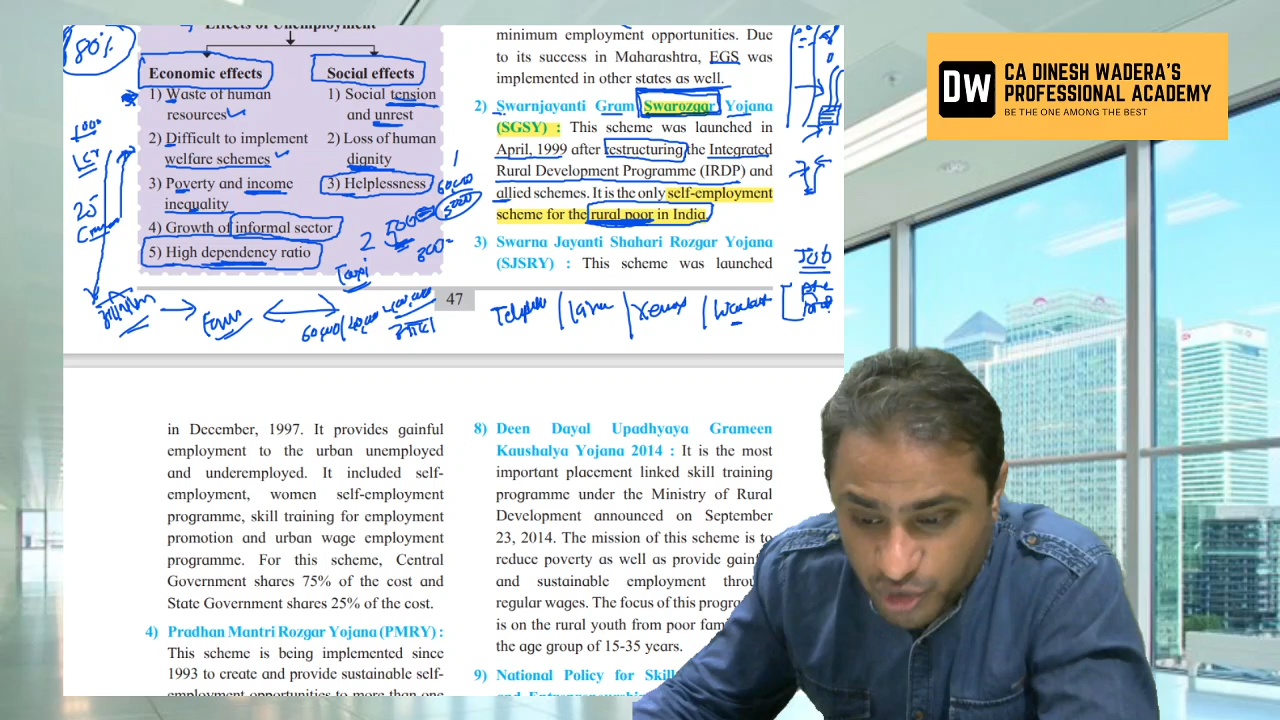 80%
Effects of Unemployment
Economic effects
1) Waste of human
resources
2) Difficult to implement
welfare schemes
3) Poverty and income
inequality
4) Growth of informal sector
5) High dependency ratio
Social effects
1) Social tension
and unrest
2) Loss of human
dignity
3) Helplessness
25
2
47
minimum employment opportunities. Due
to its success in Maharashtra, EGS was
implemented in other states as well.
2) Swarnjayanti Gram Swarozgar Yojana
(SGSY) : This scheme was launched in
April, 1999 after restructuring the Integrated
Rural Development Programme (IRDP) and
allied schemes. It is the only self-employment
scheme for the rural poor in India.
3) Swarna Jayanti Shahari Rozgar Yojana
(SJSRY) : This scheme was launched
Job
in December, 1997. It provides gainful
employment to the urban unemployed
and underemployed. It included self-
employment, women self-employment
programme, skill training for employment
promotion and urban wage employment
programme. For this scheme, Central
Government shares 75% of the cost and
State Government shares 25% of the cost.
4) Pradhan Mantri Rozgar Yojana (PMRY) :
This scheme is being implemented since
1993 to create and provide sustainable self-
employment opportunities to more than one
8) Deen Dayal Upadhyaya Grameen
Kaushalya Yojana 2014 : It is the most
important placement linked skill training
programme under the Ministry of Rural
Development announced on September
23, 2014. The mission of this scheme is to
reduce poverty as well as provide gain
and sustainable employment throu
regular wages. The focus of this progra
is on the rural youth from poor fam
the age group of 15-35 years.
9) National Policy for Skill
DW
CA DINESH WADERA'S
PROFESSIONAL ACADEMY
BE THE ONE AMONG THE BEST